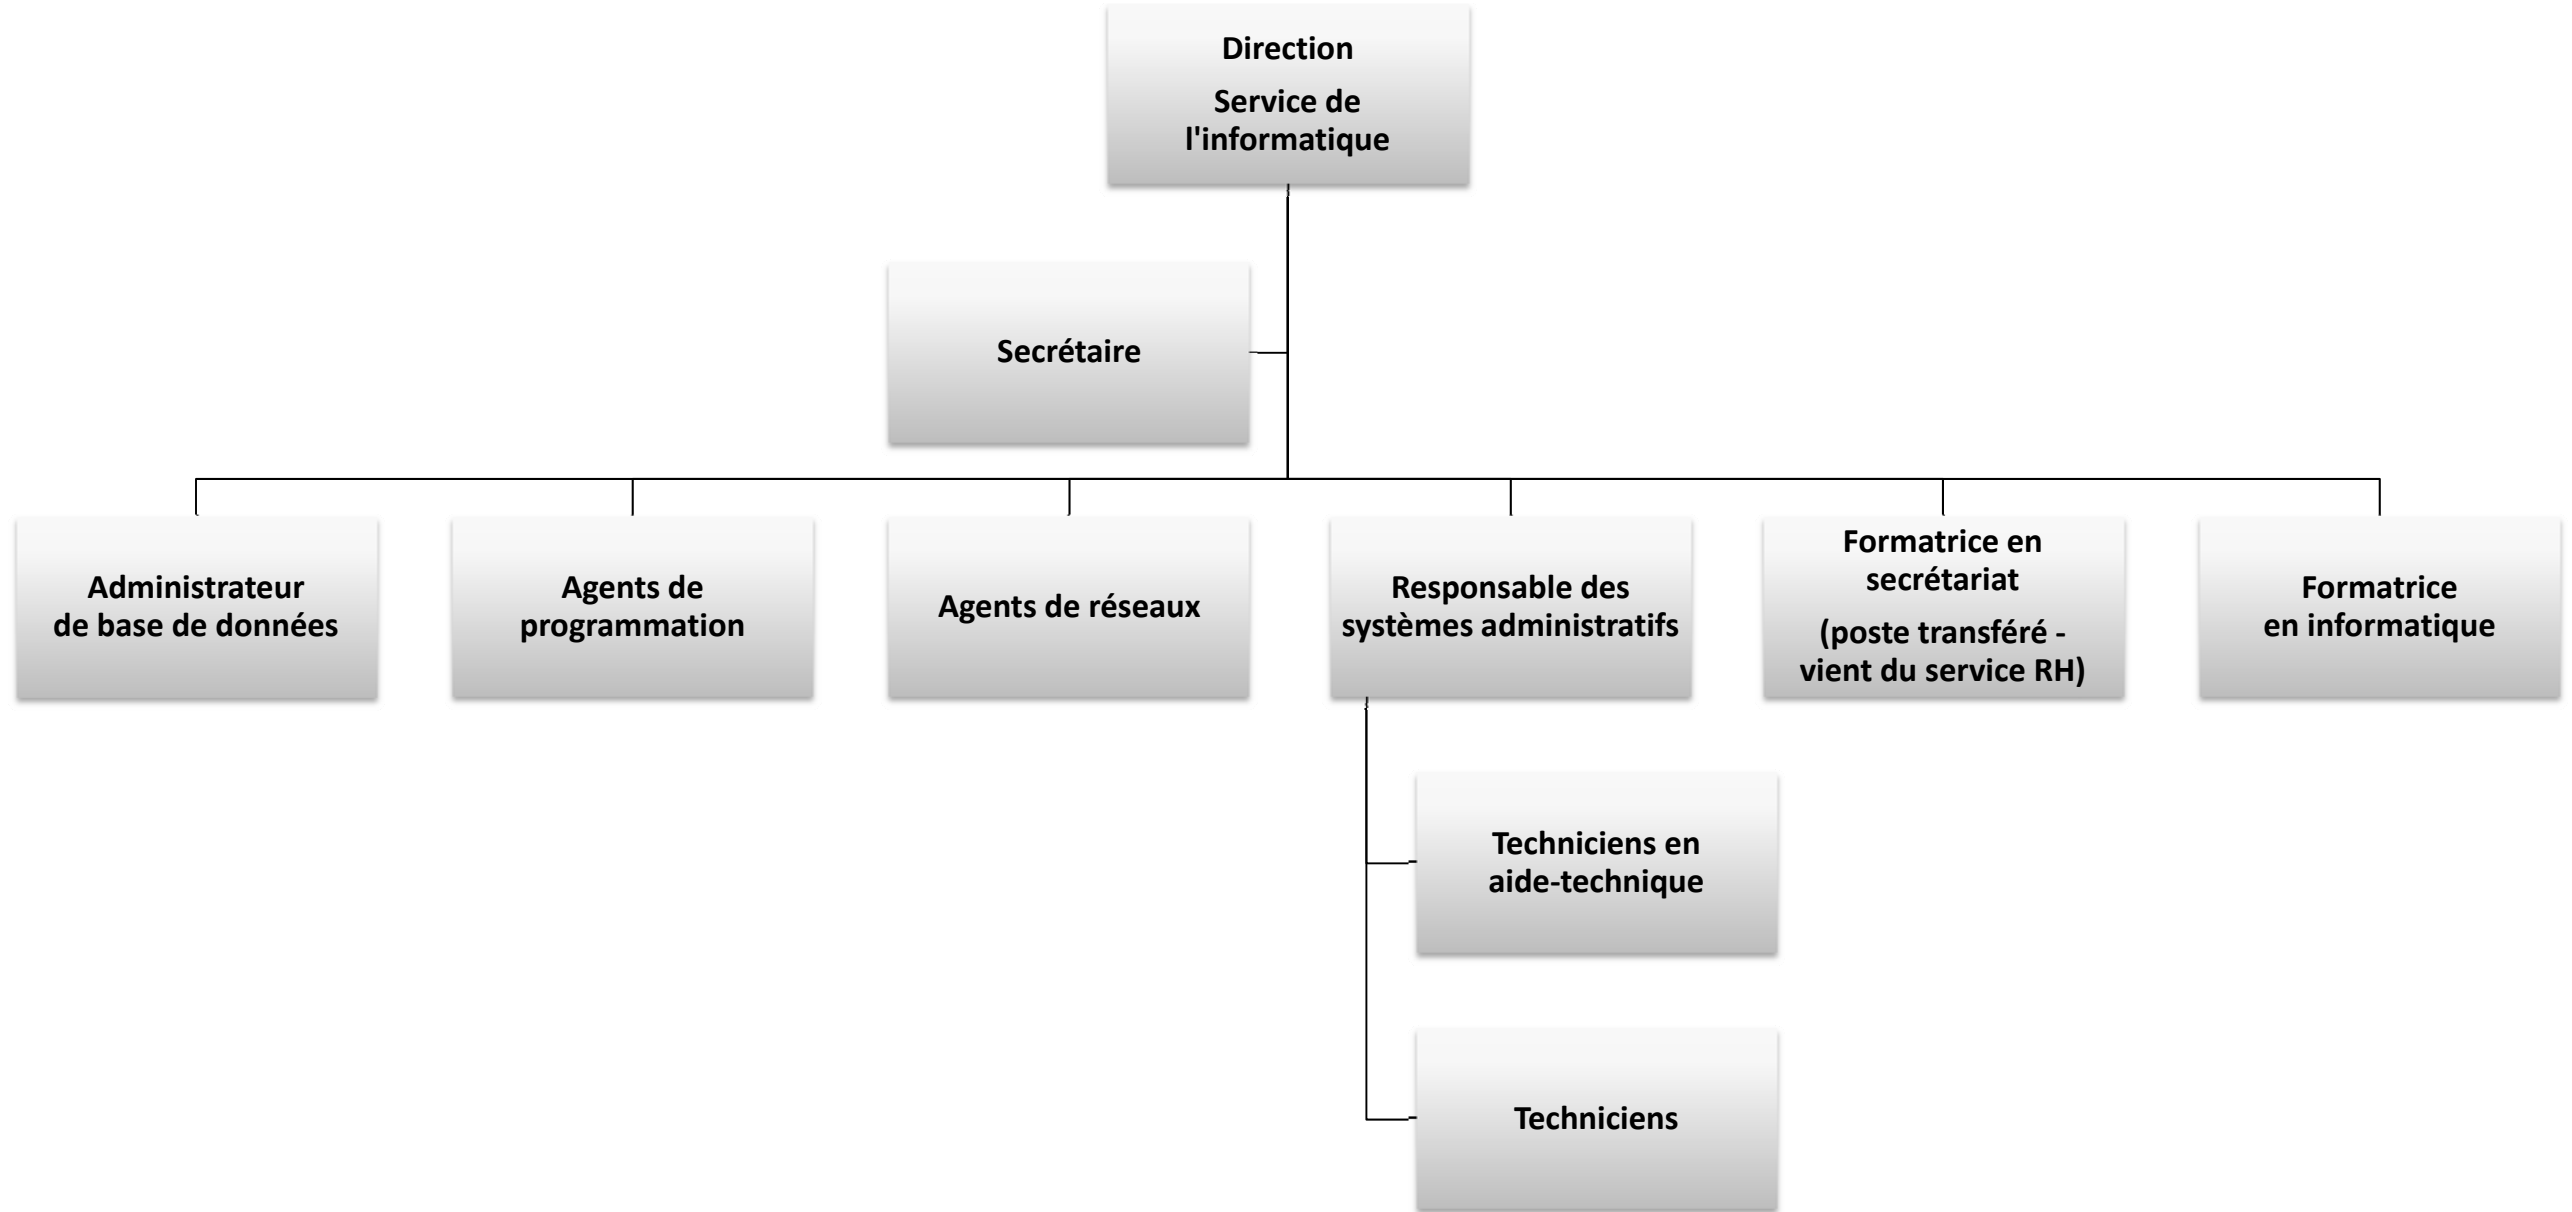 Direction
Service de
l'informatique
Secrétaire
Administrateur
de base de données
Agents de
programmation
Agents de réseaux
Responsable des
systèmes administratifs
Formatrice en
secrétariat
(poste transféré -
vient du service RH)
Formatrice
en informatique
Techniciens en
aide-technique
Techniciens